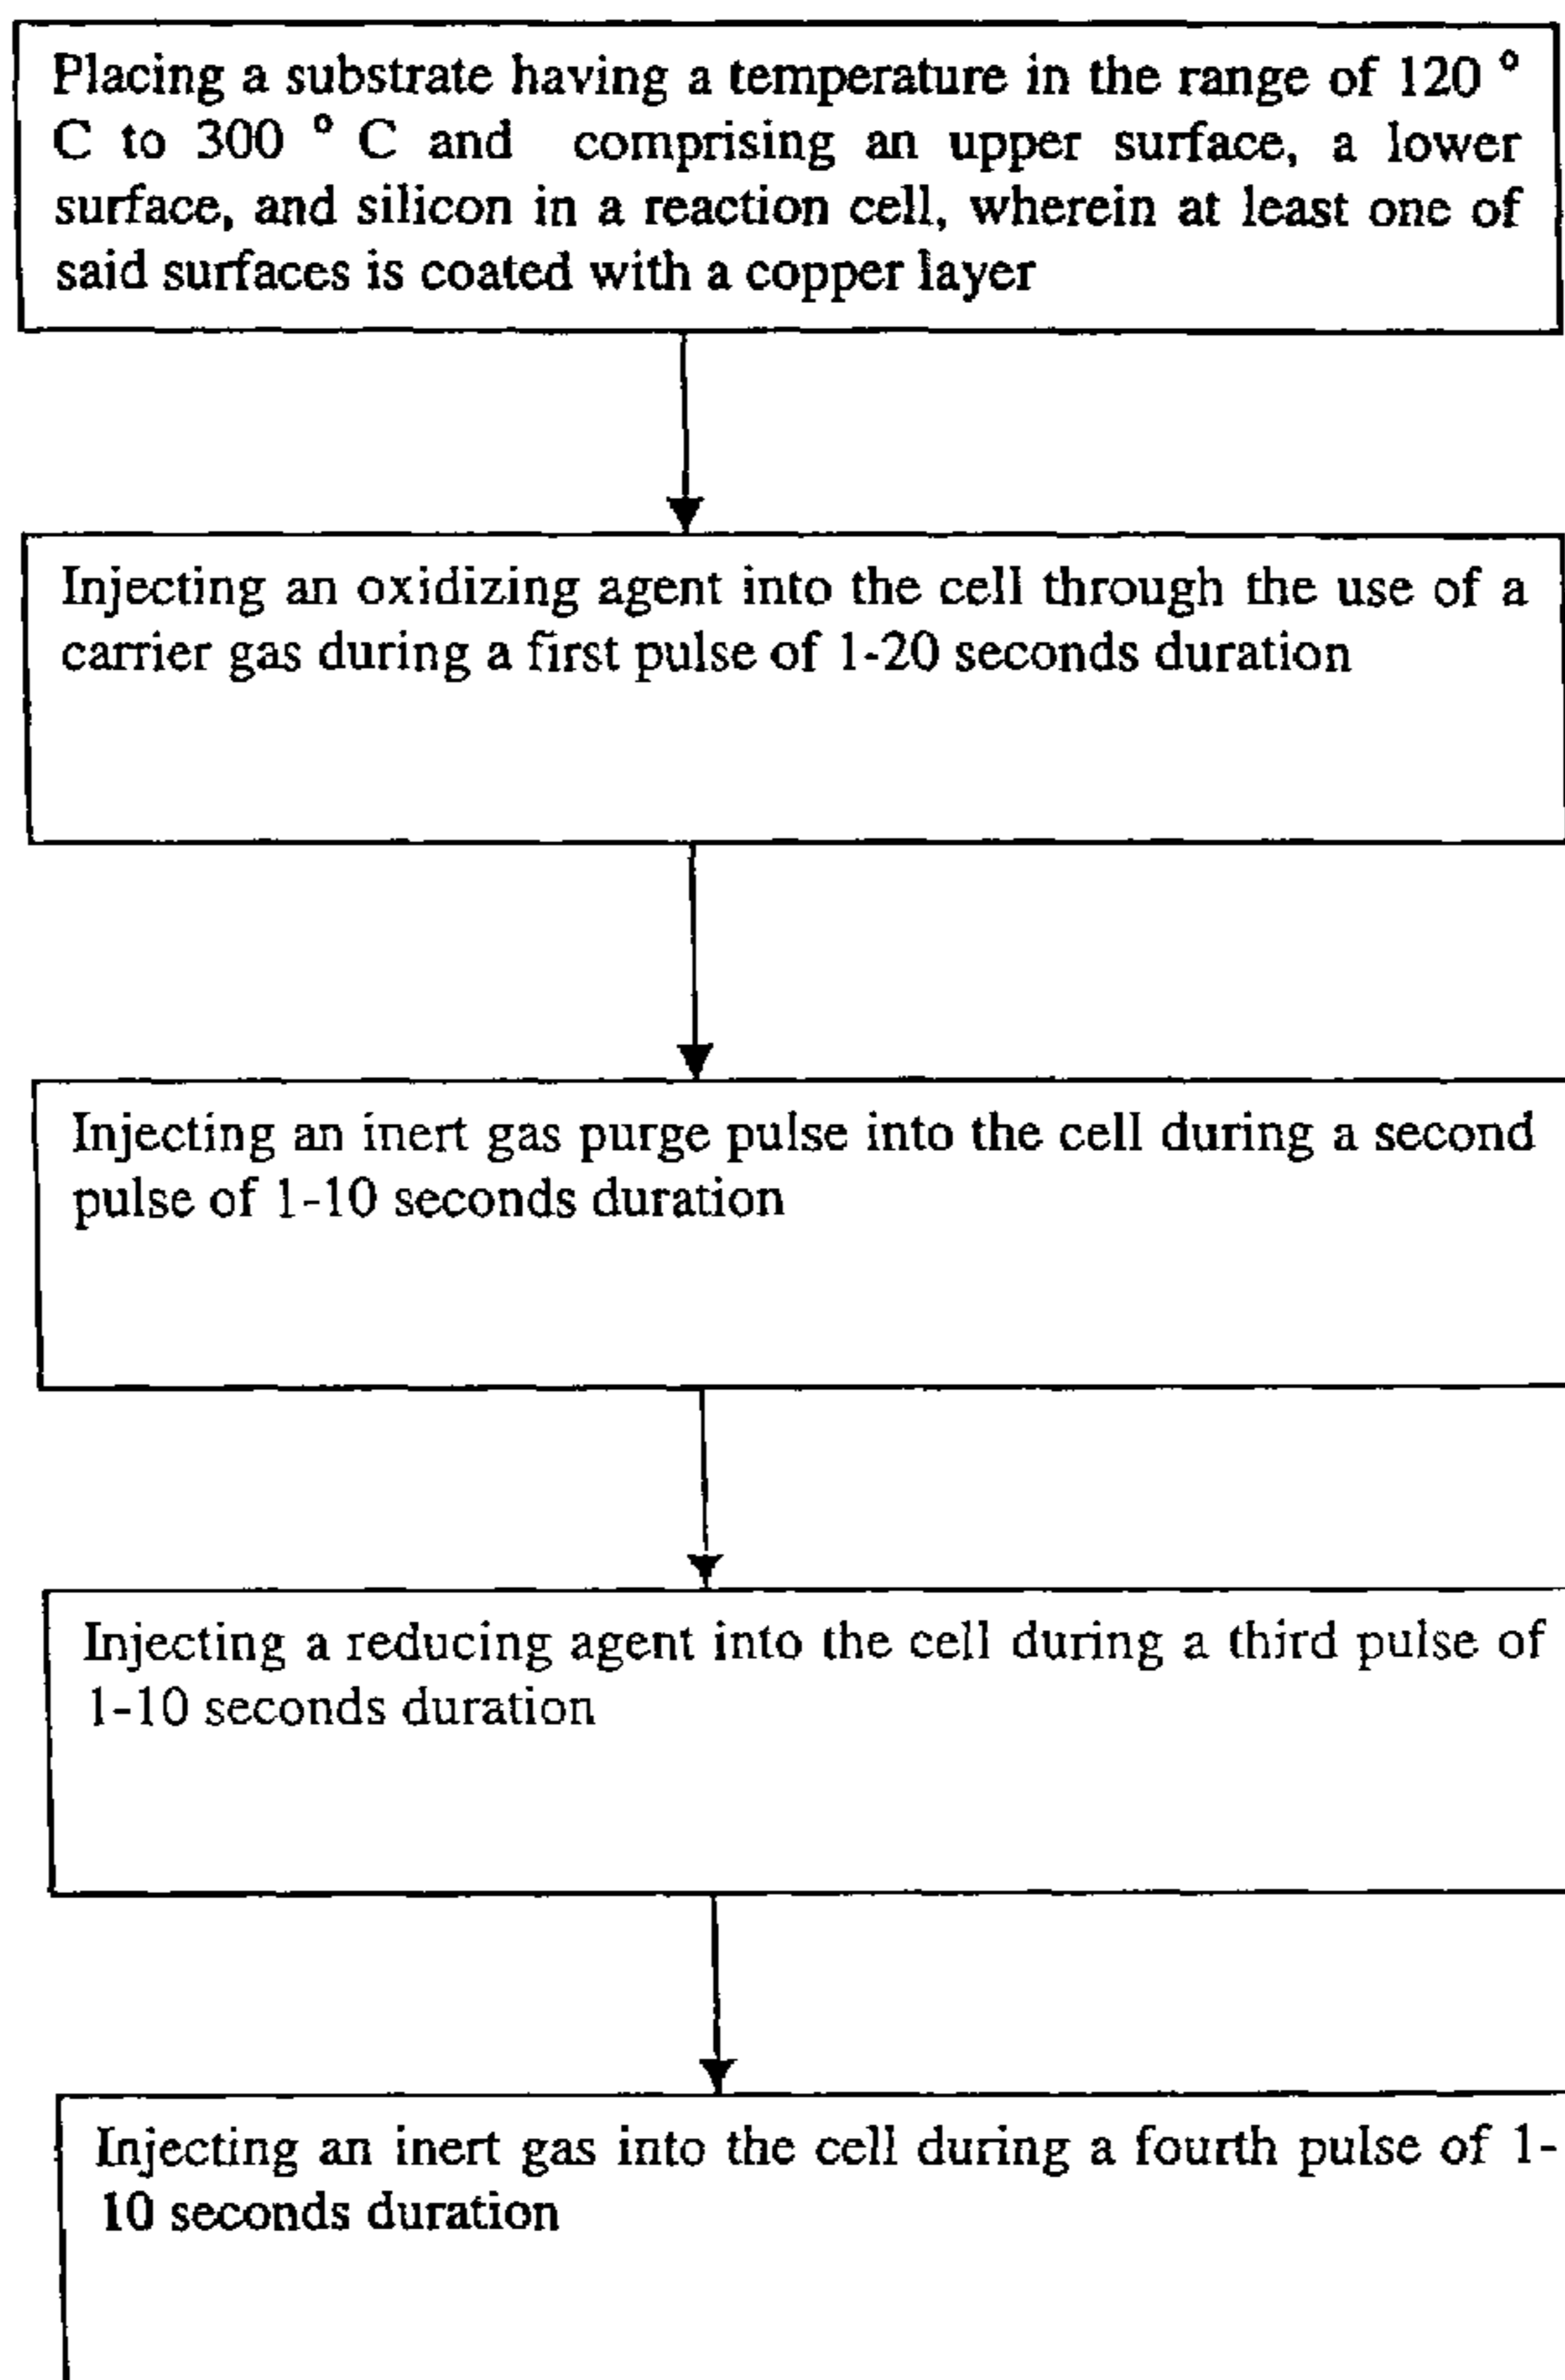 Placing a substrate having a temperature in the range of 120 °
C to 300 ° C and comprising an upper surface, a lower
surface, and silicon in a reaction cell, wherein at least one of
said surfaces is coated with a copper layer
Injecting an oxidizing agent into the cell through the use of a
carrier gas during a first pulse of 1-20 seconds duration
Injecting an inert gas purge pulse into the cell during a second
pulse of 1-10 seconds duration
Injecting a reducing agent into the cell during a third pulse of
1-10 seconds duration
Injecting an inert gas into the cell during a fourth pulse of 1-
10 seconds duration